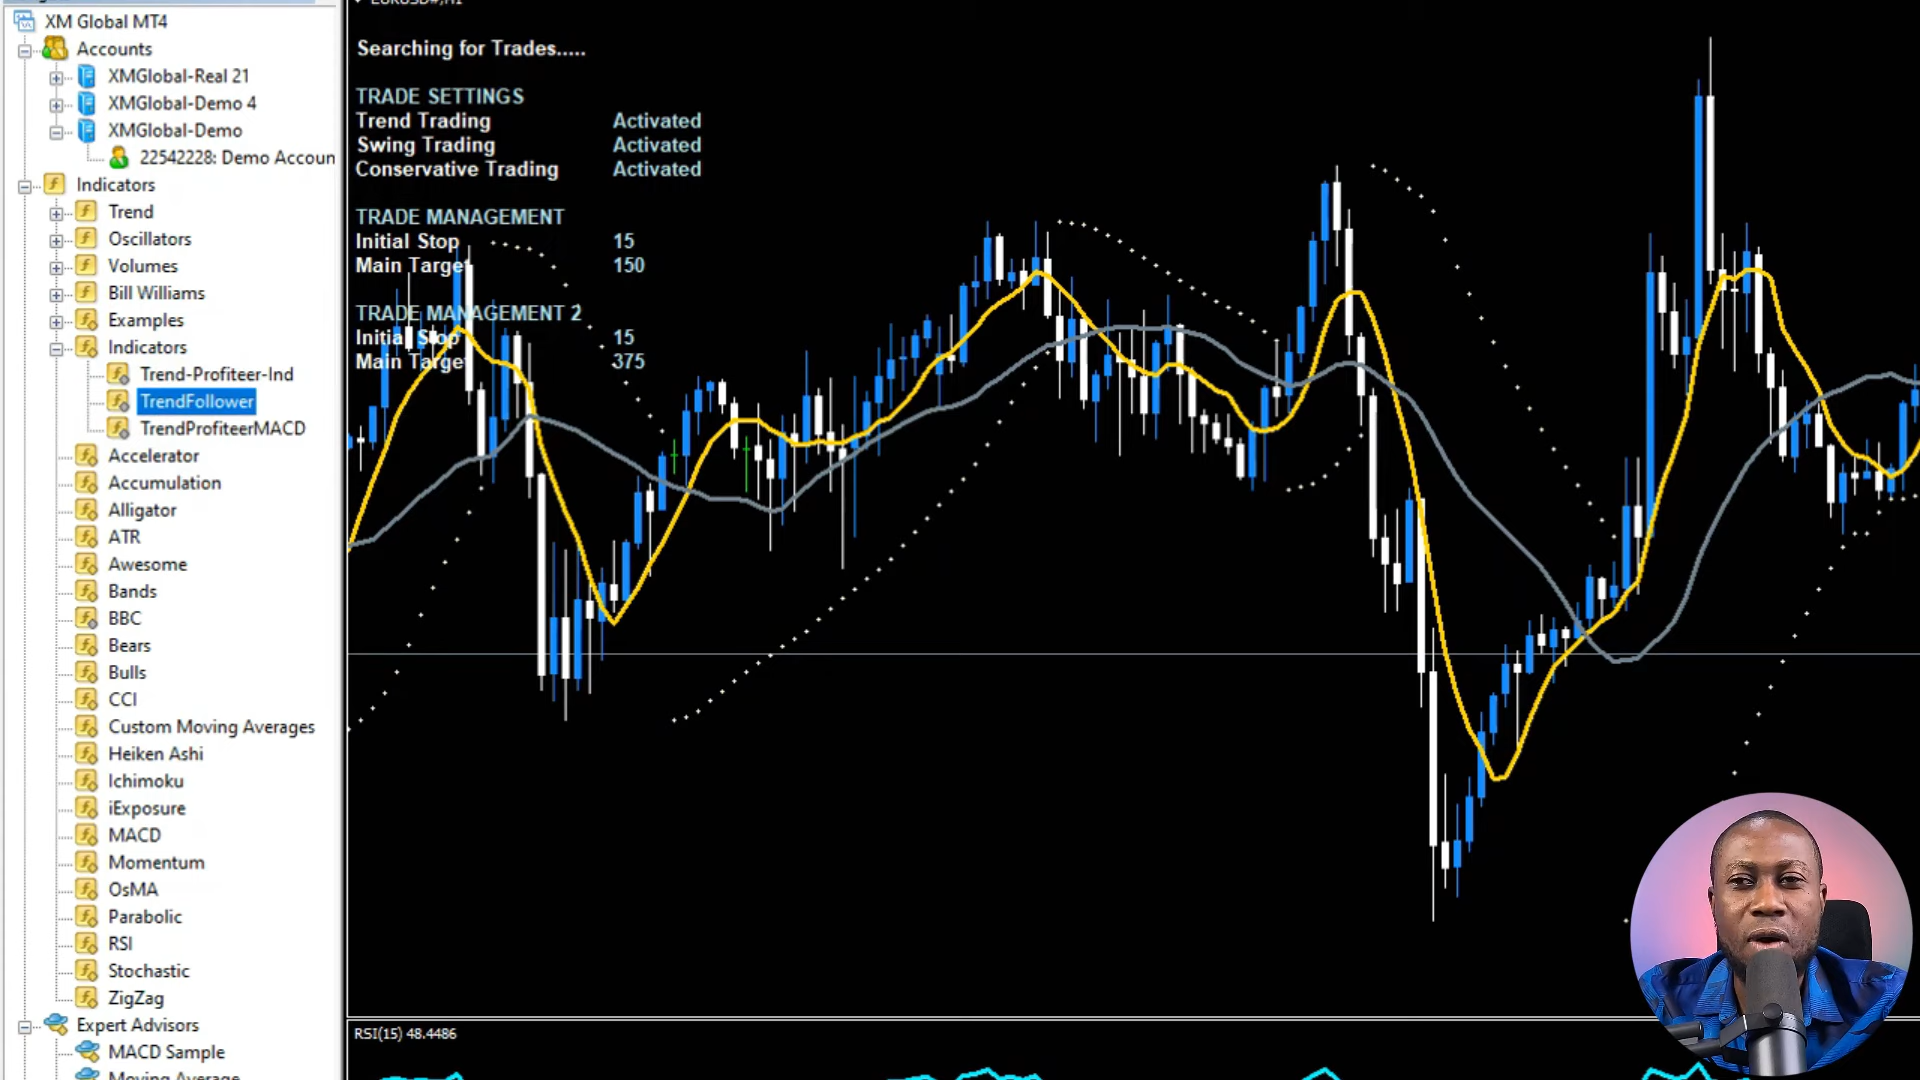 XM Global MT4
Accounts
XMGlobal-Real 21
XMGlobal-Demo 4
XMGlobal-Demo
22542228: Demo Accoun
Indicators
Trend
Oscillators
Volumes
Bill Williams
Examples
Indicators
Trend-Profiteer-Ind
TrendFollower
TrendProfiteerMACD
Accelerator
Accumulation
Alligator
ATR
Awesome
Bands
BBC
Bears
Bulls
CCI
Custom Moving Averages
Heiken Ashi
Ichimoku
iExposure
MACD
Momentum
OsMA
Parabolic
RSI
Stochastic
ZigZag
Expert Advisors
MACD Sample
Moving Average
Searching for Trades.....
TRADE SETTINGS
Trend Trading Activated
Swing Trading Activated
Conservative Trading Activated
TRADE MANAGEMENT
Initial Stop 15
Main Target 150
TRADE MANAGEMENT 2
Initial Stop 15
Main Target 375
RSI(15) 48.4486